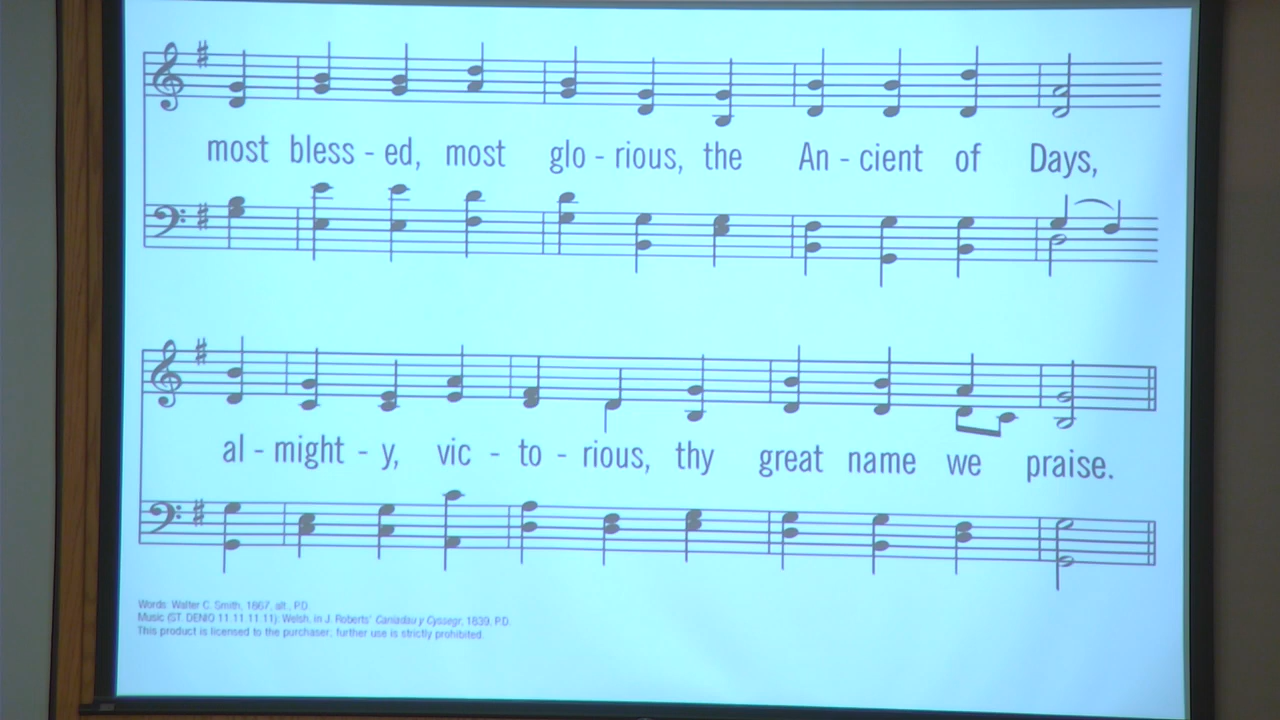 most bless - ed, most glo - rious, the An - cient of Days,
al - might - y, vic - to - rious, thy great name we praise.
Words: Walter C. Smith, 1867, alt., P.D.
Music (ST. DENIO 11.11.11.11): Welsh, in J. Roberts' Caniadau y Cyssegr, 1839, P.D.
This product is licensed to the purchaser; further use is strictly prohibited.